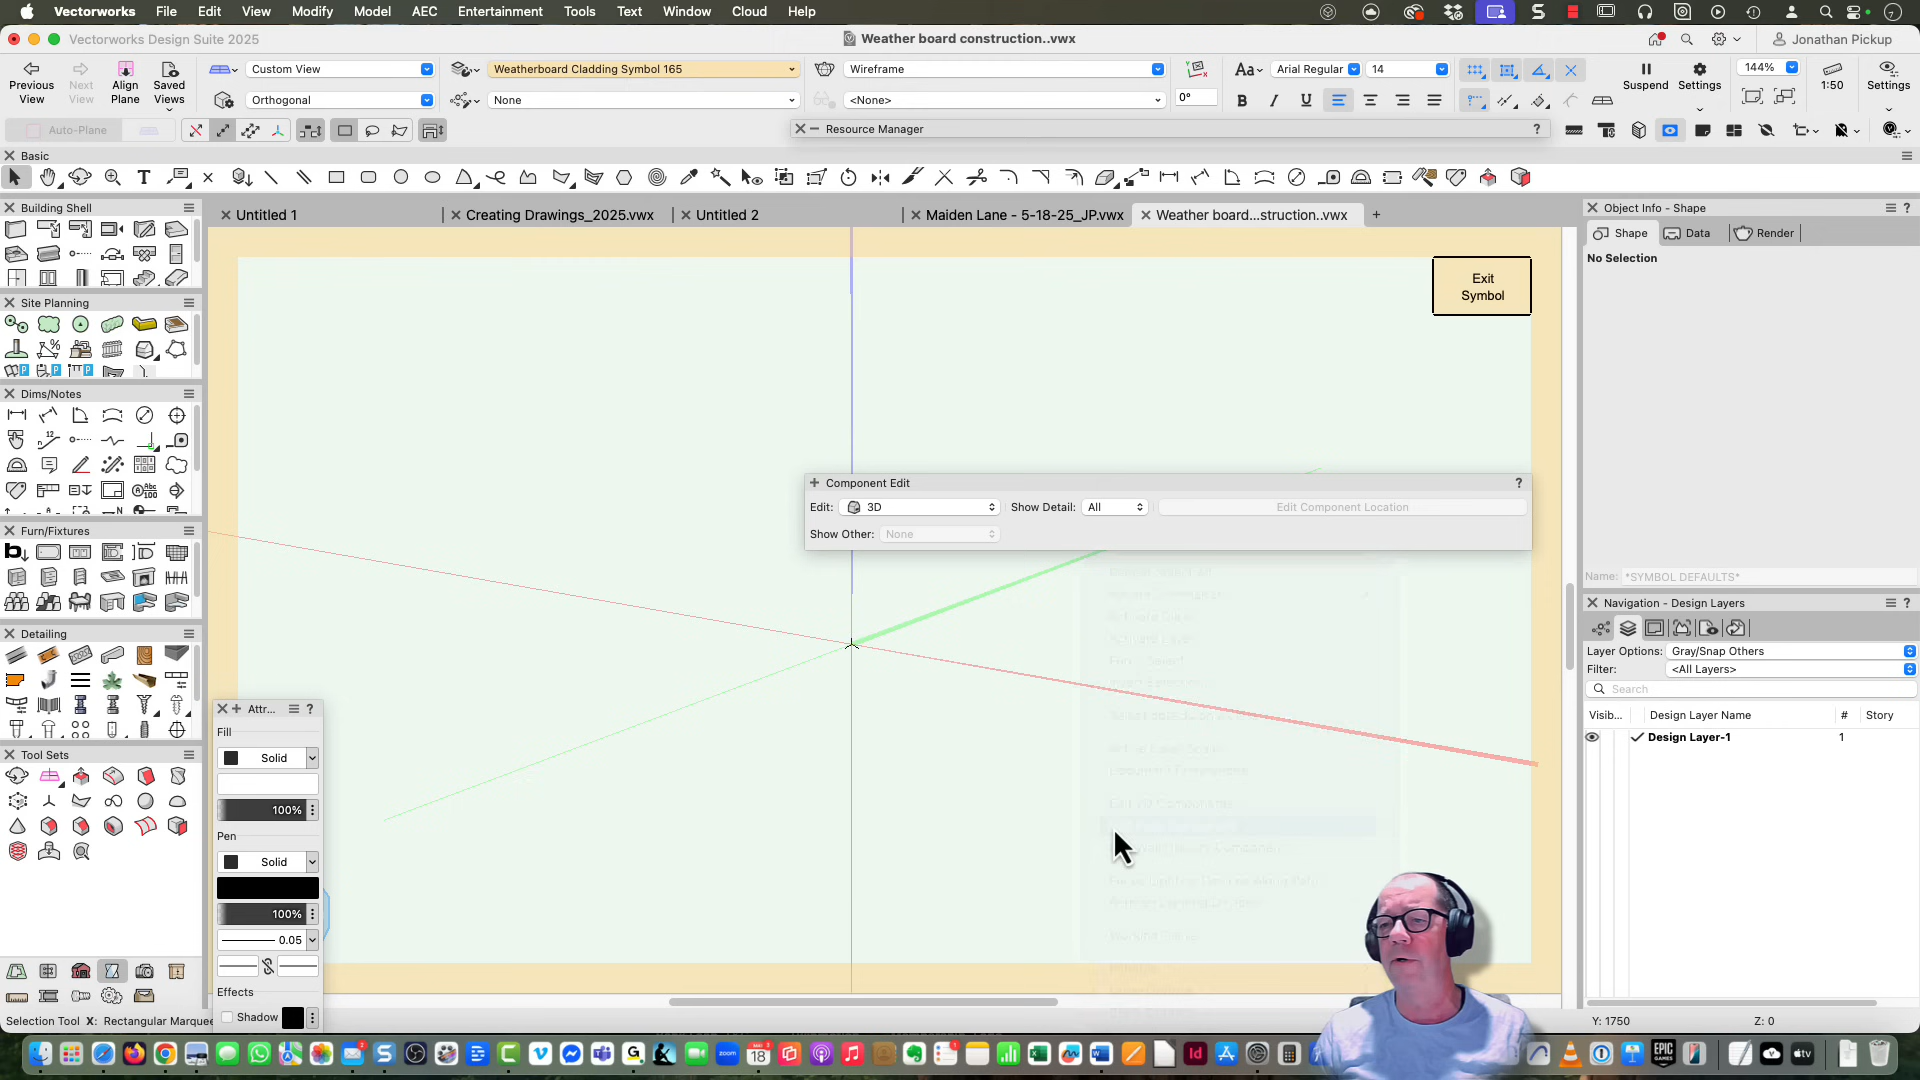 Vectorworks File Edit View Modify Model AEC Entertainment Tools Text Window Cloud Help
Vectorworks Design Suite 2025
Weather board construction..vwx
Jonathan Pickup
Previous View
Next View
Align Plane
Saved Views
Custom View
Orthogonal
Weatherboard Cladding Symbol 165
None
Wireframe
<None>
0°
Arial Regular
14
Suspend
Settings
144%
1:50
Settings
Auto-Plane
Resource Manager
Basic
Building Shell
Untitled 1
Creating Drawings_2025.vwx
Untitled 2
Maiden Lane - 5-18-25_JP.vwx
Weather board...struction..vwx
Object Info - Shape
Shape
Data
Render
No Selection
Exit Symbol
Site Planning
Dims/Notes
Component Edit
Edit: 3D
Show Detail: All
Edit Component Location
Show Other: None
Furn/Fixtures
Name: *SYMBOL DEFAULTS*
Navigation - Design Layers
Detailing
Layer Options: Gray/Snap Others
Filter: <All Layers>
Search
Visib... Design Layer Name # Story
Design Layer-1 1
Attr...
Fill
Solid
100%
Pen
Solid
100%
0.05
Effects
Shadow
Tool Sets
Selection Tool X: Rectangular Marquee
Y: 1750 Z: 0